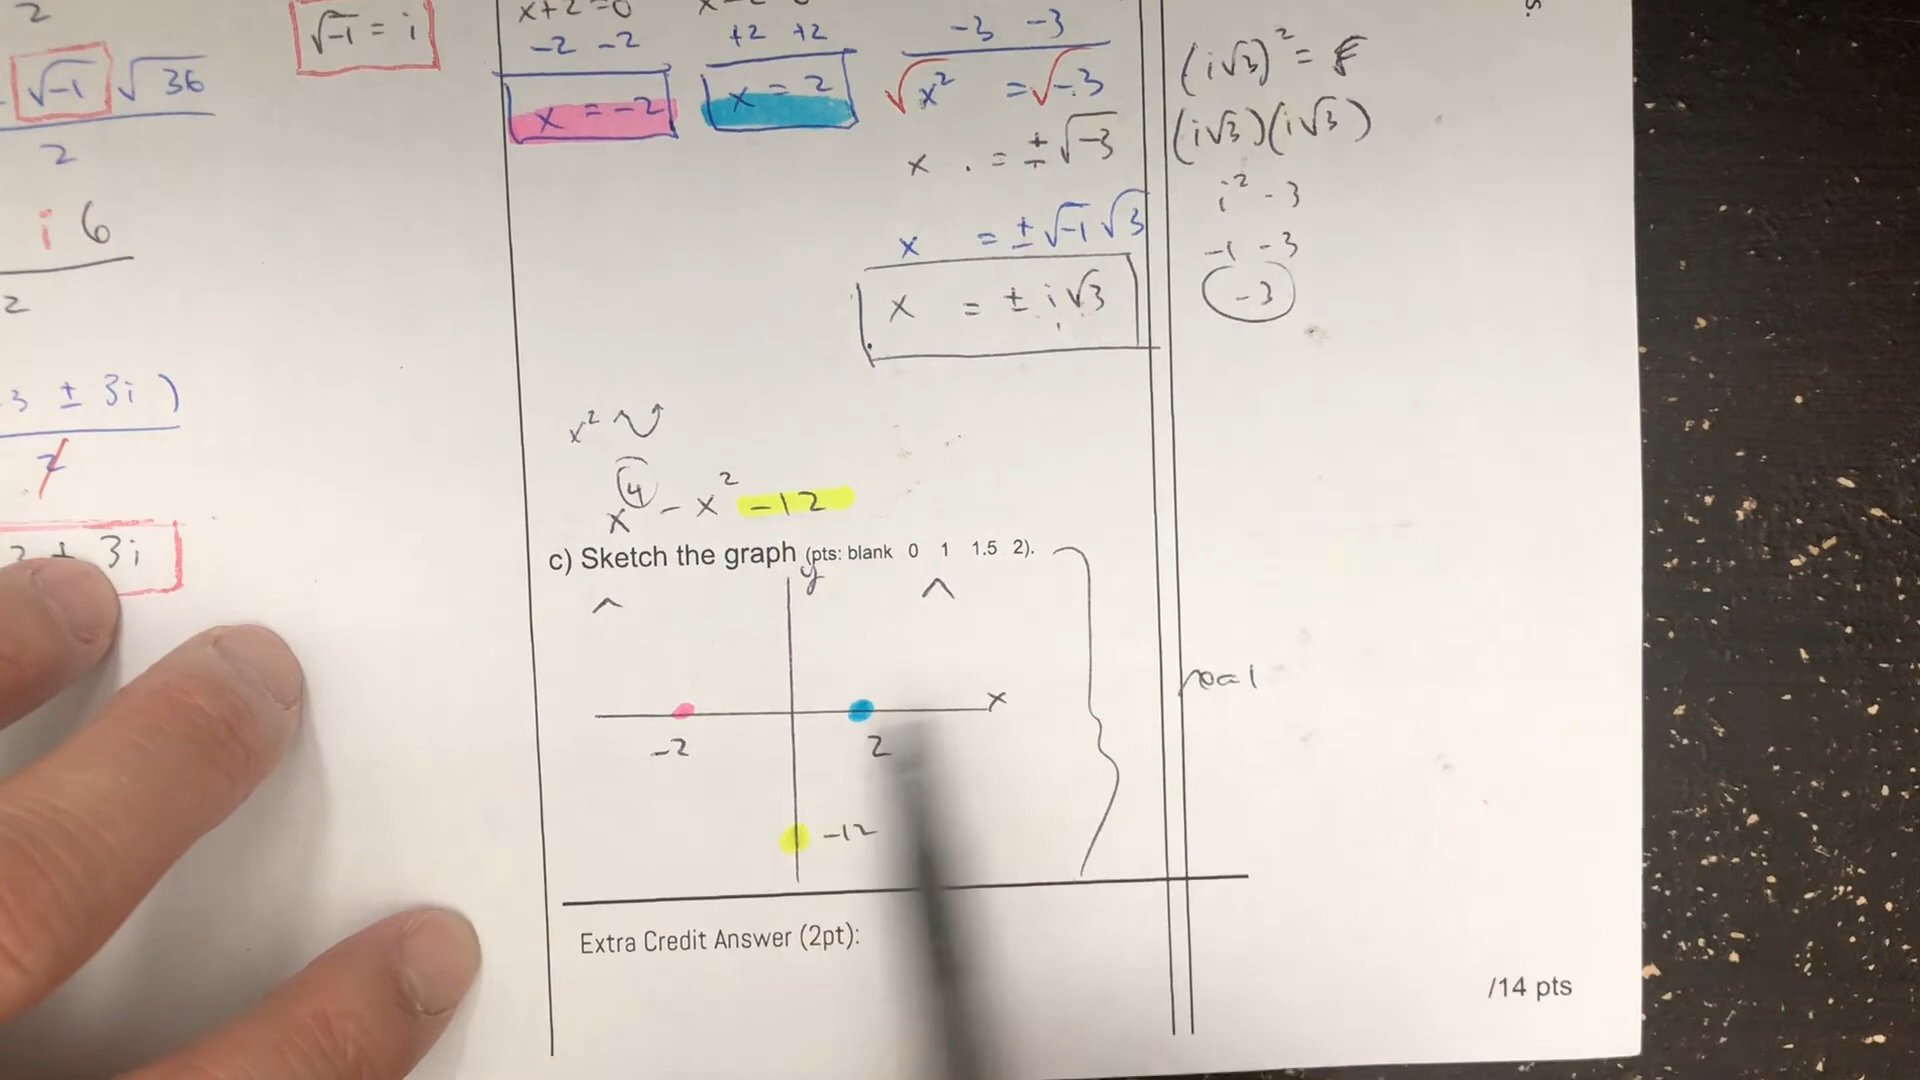 2
√-1 √36
2
i 6
2
3 ± 3i )
2
3i
√-1 = i
x+2=0
-2 -2
x = -2
+2 +2
x = 2
-3 -3
√x² = √-3
x = ±√-3
x = ±√-1 √3
x = ± i√3
(i√3)² =
(i√3)(i√3)
i² · 3
-1 · 3
-3
x²
x⁴ - x² -12
c) Sketch the graph (pts: blank 0 1 1.5 2).
y
x
-2
2
-12
real
Extra Credit Answer (2pt):
/14 pts
s.